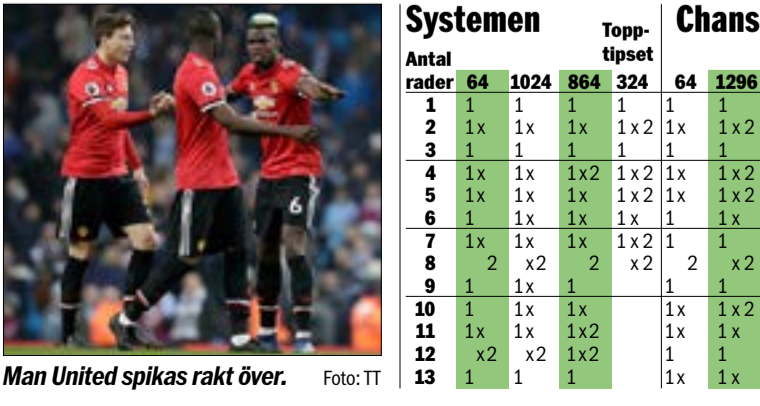 6
Man United spikas rakt över. Foto: TT
Systemen Chans
Topp-
tipset
Antal
rader 64 1024 864 324 64 1296
1 1 1 1 1 1 1
2 1x 1x 1x 1x2 1x 1x2
3 1 1 1 1 1 1
4 1x 1x 1x2 1x2 1x 1x2
5 1x 1x 1x 1x2 1x 1x2
6 1 1x 1x 1x 1 1x
7 1x 1x 1x 1x2 1 1
8 2 x2 2 x2 2 x2
9 1 1x 1 1 1
10 1 1x 1x 1x 1x2
11 1x 1x 1x2 1x 1x
12 x2 x2 1x2 1 1
13 1 1 1 1x 1x